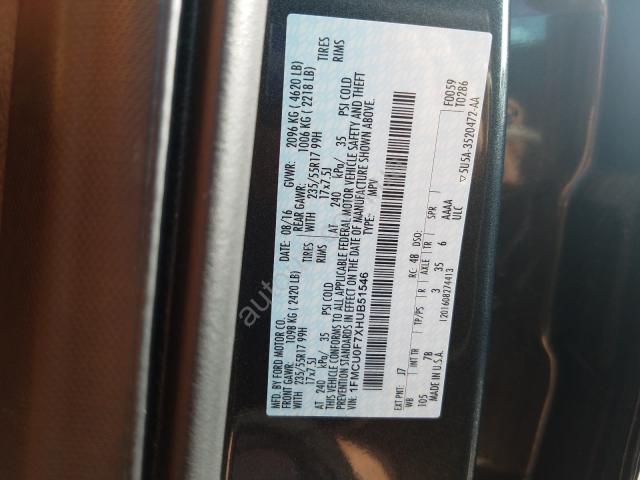 MFD. BY FORD MOTOR CO.
DATE: 08/16 GVWR: 2096 KG ( 4620 LB)
FRONT GAWR: 1098 KG ( 2420 LB) REAR GAWR: 1006 KG ( 2218 LB)
WITH 235/55R17 99H TIRES WITH 235/55R17 99H TIRES
17x7.5J RIMS 17x7.5J RIMS
AT 240 kPa/ 35 PSI COLD AT 240 kPa/ 35 PSI COLD
THIS VEHICLE CONFORMS TO ALL APPLICABLE FEDERAL MOTOR VEHICLE SAFETY AND THEFT
PREVENTION STANDARDS IN EFFECT ON THE DATE OF MANUFACTURE SHOWN ABOVE.
VIN: 1FMCU0F7XHUB51546 TYPE: MPV
EXT PNT: J7 RC: 4B DSO: F0059
WB INT TR TP/PS R AXLE TR SPR T0286
105 7B 3 35 6 AAAA
MADE IN U.S.A. ULC
1201608274413 ▽5U5A-3520472-AA